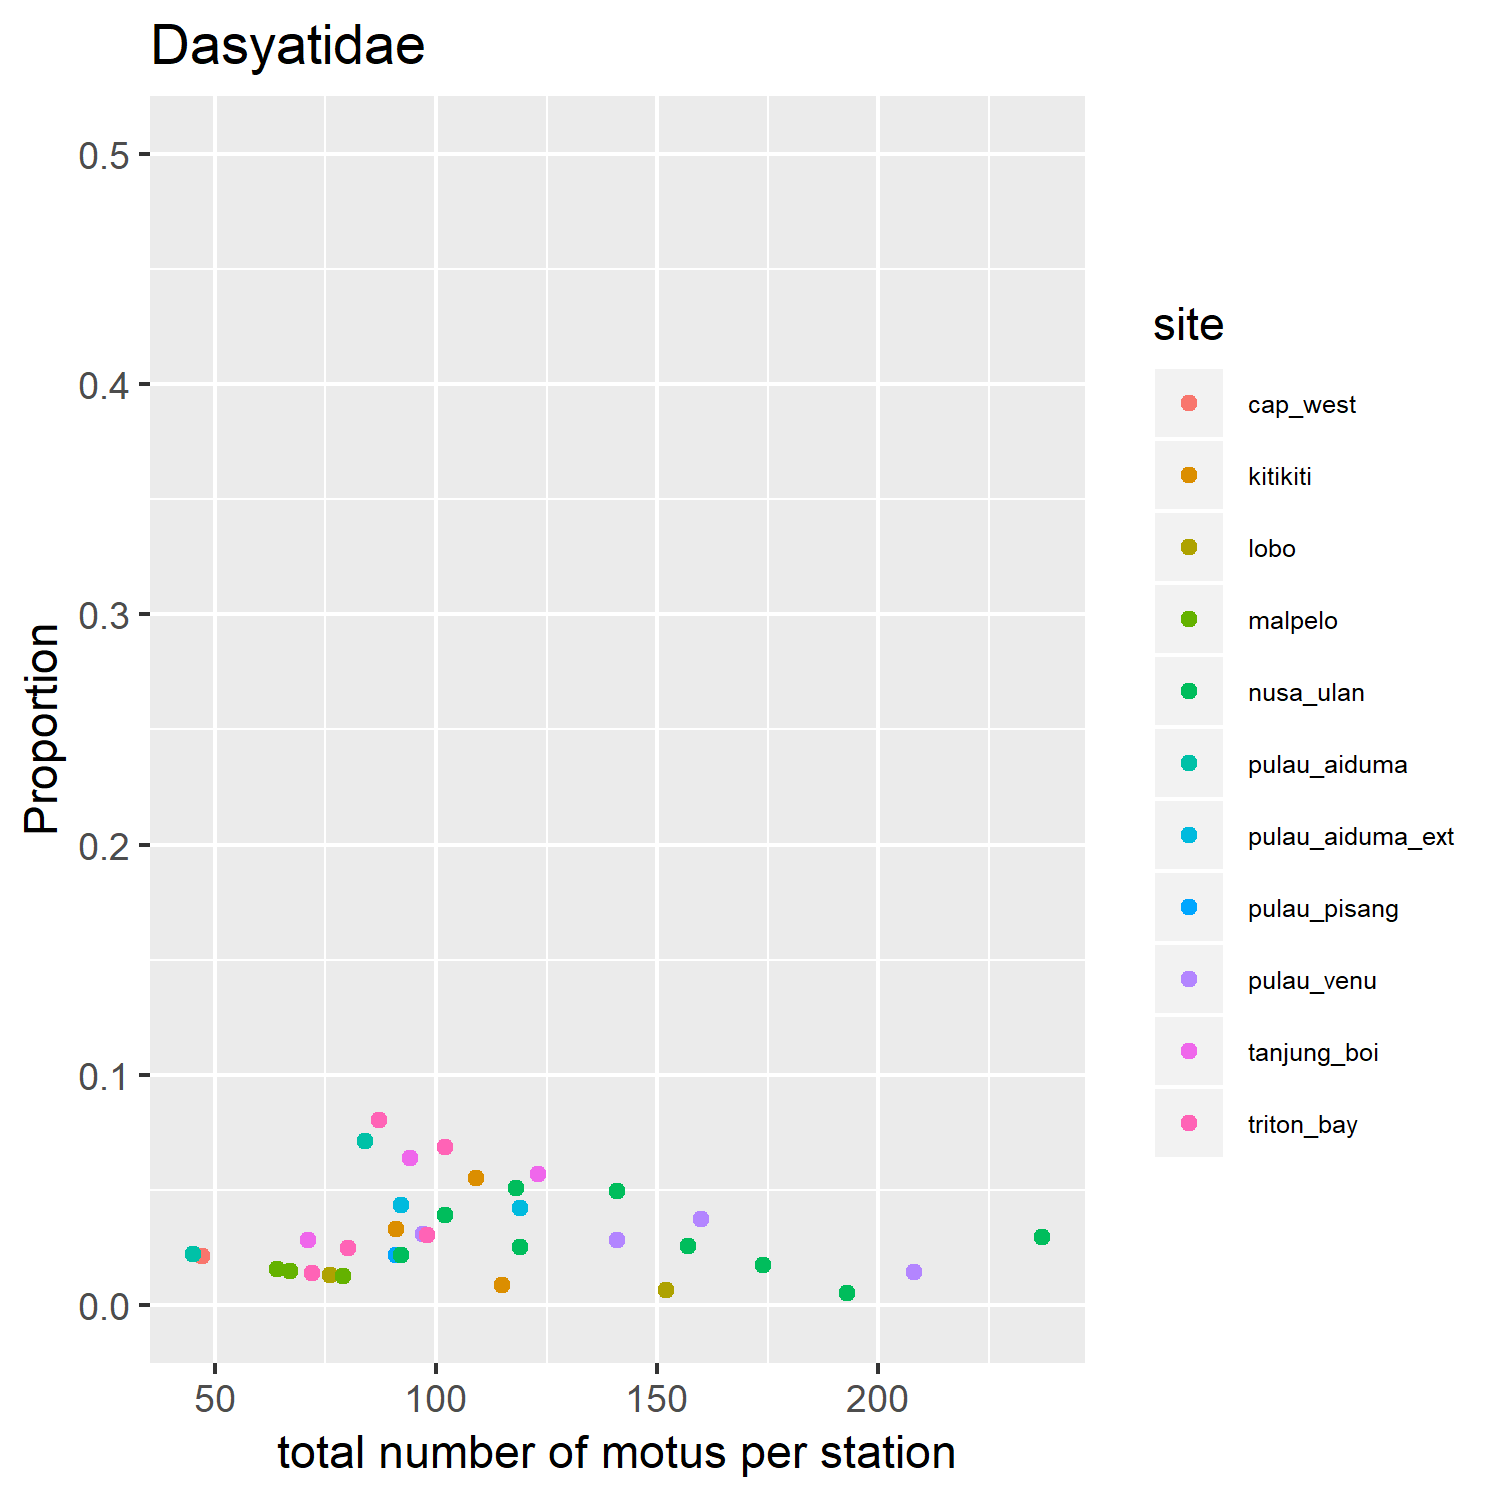 Dasyatidae
0.5
0.4
0.3
0.2
0.1
0.0
Proportion
50 100 150 200
total number of motus per station
site
cap_west
kitikiti
lobo
malpelo
nusa_ulan
pulau_aiduma
pulau_aiduma_ext
pulau_pisang
pulau_venu
tanjung_boi
triton_bay